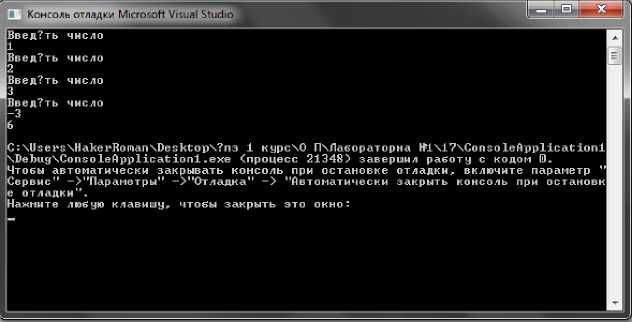 Консоль отладки Microsoft Visual Studio
Введ?ть число
1
Введ?ть число
2
Введ?ть число
3
Введ?ть число
-3
6
C:\Users\HakerRoman\Desktop\?пз 1 курс\О П\Лабораторна №1\17\ConsoleApplication1
\Debug\ConsoleApplication1.exe (процесс 21348) завершил работу с кодом 0.
Чтобы автоматически закрывать консоль при остановке отладки, включите параметр "
Сервис" ->"Параметры" ->"Отладка" -> "Автоматически закрыть консоль при остановк
е отладки".
Нажмите любую клавишу, чтобы закрыть это окно: